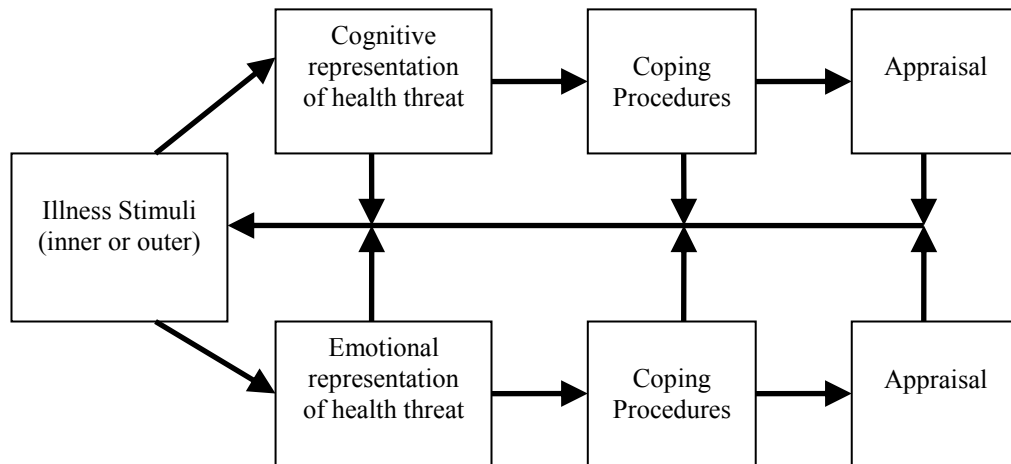 Cognitive
representation
of health threat
Coping
Procedures
Appraisal
Illness Stimuli
(inner or outer)
Emotional
representation
of health threat
Coping
Procedures
Appraisal